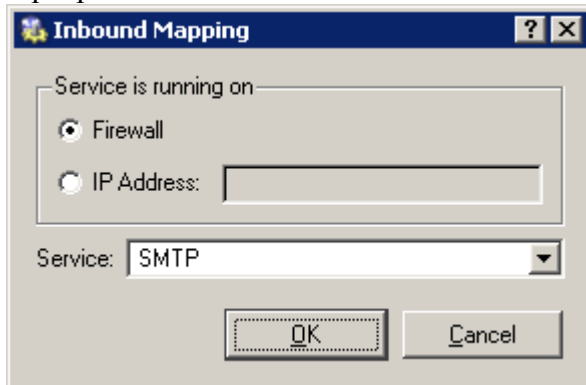 Inbound Mapping
Service is running on
Firewall
IP Address:
Service: SMTP
OK Cancel